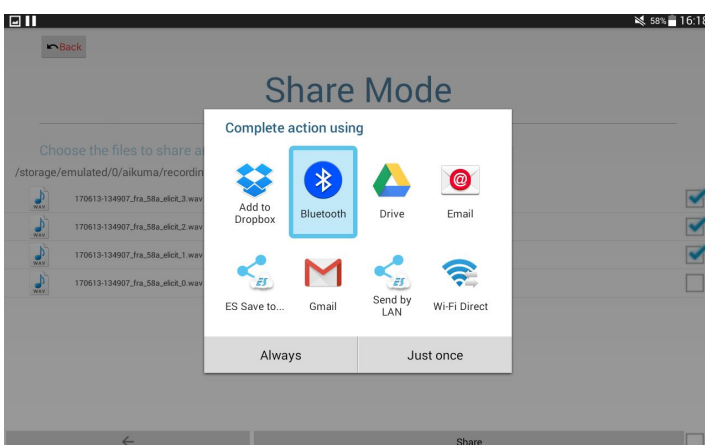 58% 16:18
Back
Share Mode
Choose the files to share a
/storage/emulated/0/aikuma/recordin
Complete action using
Add to
Dropbox
Bluetooth
Drive
Email
ES Save to...
Gmail
Send by
LAN
Wi-Fi Direct
Always
Just once
WAV 170613-134907_fra_58a_elicit_3.wav
WAV 170613-134907_fra_58a_elicit_2.wav
WAV 170613-134907_fra_58a_elicit_1.wav
WAV 170613-134907_fra_58a_elicit_0.wav
Share